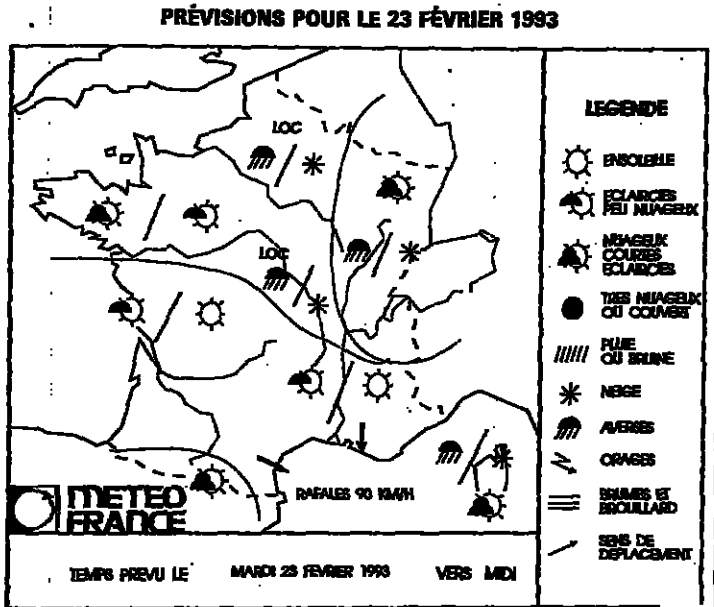 PRÉVISIONS POUR LE 23 FÉVRIER 1993
LOC
LOC
RAFALES 90 KM/H
METEO
FRANCE
TEMPS PREVU LE MARDI 23 FEVRIER 1993 VERS MIDI
LEGENDE
ENSOLEILLE
ECLAIRCIES
PEU NUAGEUX
NUAGEUX
COURTES
ECLAIRCIES
TRES NUAGEUX
OU COUVERT
PLUIE
OU BRUINE
NEIGE
AVERSES
ORAGES
BRUMES ET
BROUILLARD
SENS DE
DEPLACEMENT